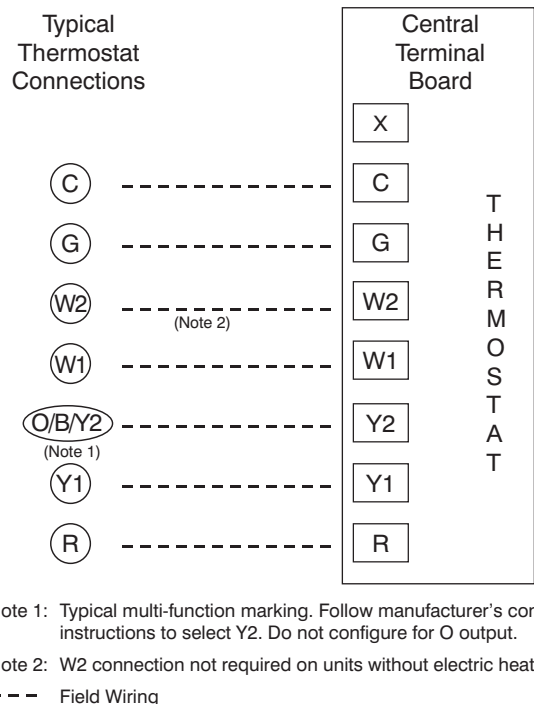 Typical
Thermostat
Connections
Central
Terminal
Board
X
C
C
G
G
W2
(Note 2)
W2
W1
W1
O/B/Y2
(Note 1)
Y2
Y1
Y1
R
R
THERMOSTAT
ote 1: Typical multi-function marking. Follow manufacturer's con
instructions to select Y2. Do not configure for O output.
ote 2: W2 connection not required on units without electric heat
Field Wiring